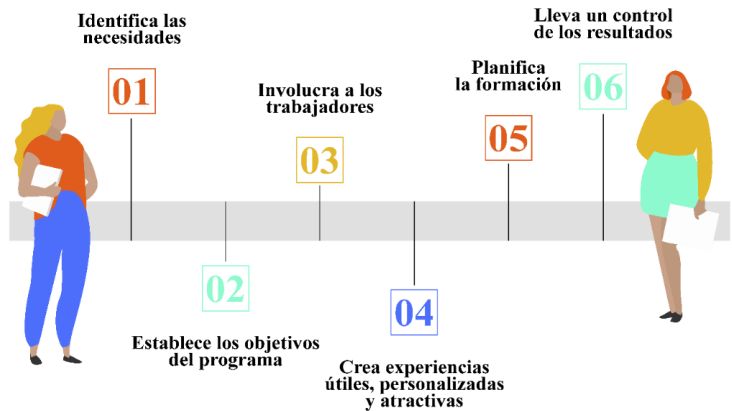 Identifica las
necesidades
01
02
Establece los objetivos
del programa
Involucra a los
trabajadores
03
04
Crea experiencias
útiles, personalizadas
y atractivas
Planifica
la formación
05
Lleva un control
de los resultados
06